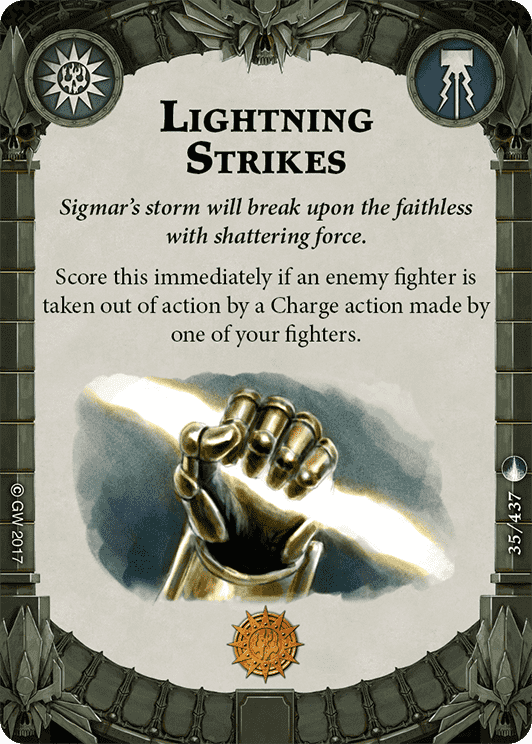 Lightning
Strikes
Sigmar's storm will break upon the faithless
with shattering force.
Score this immediately if an enemy fighter is
taken out of action by a Charge action made by
one of your fighters.
©GW 2017
35/437